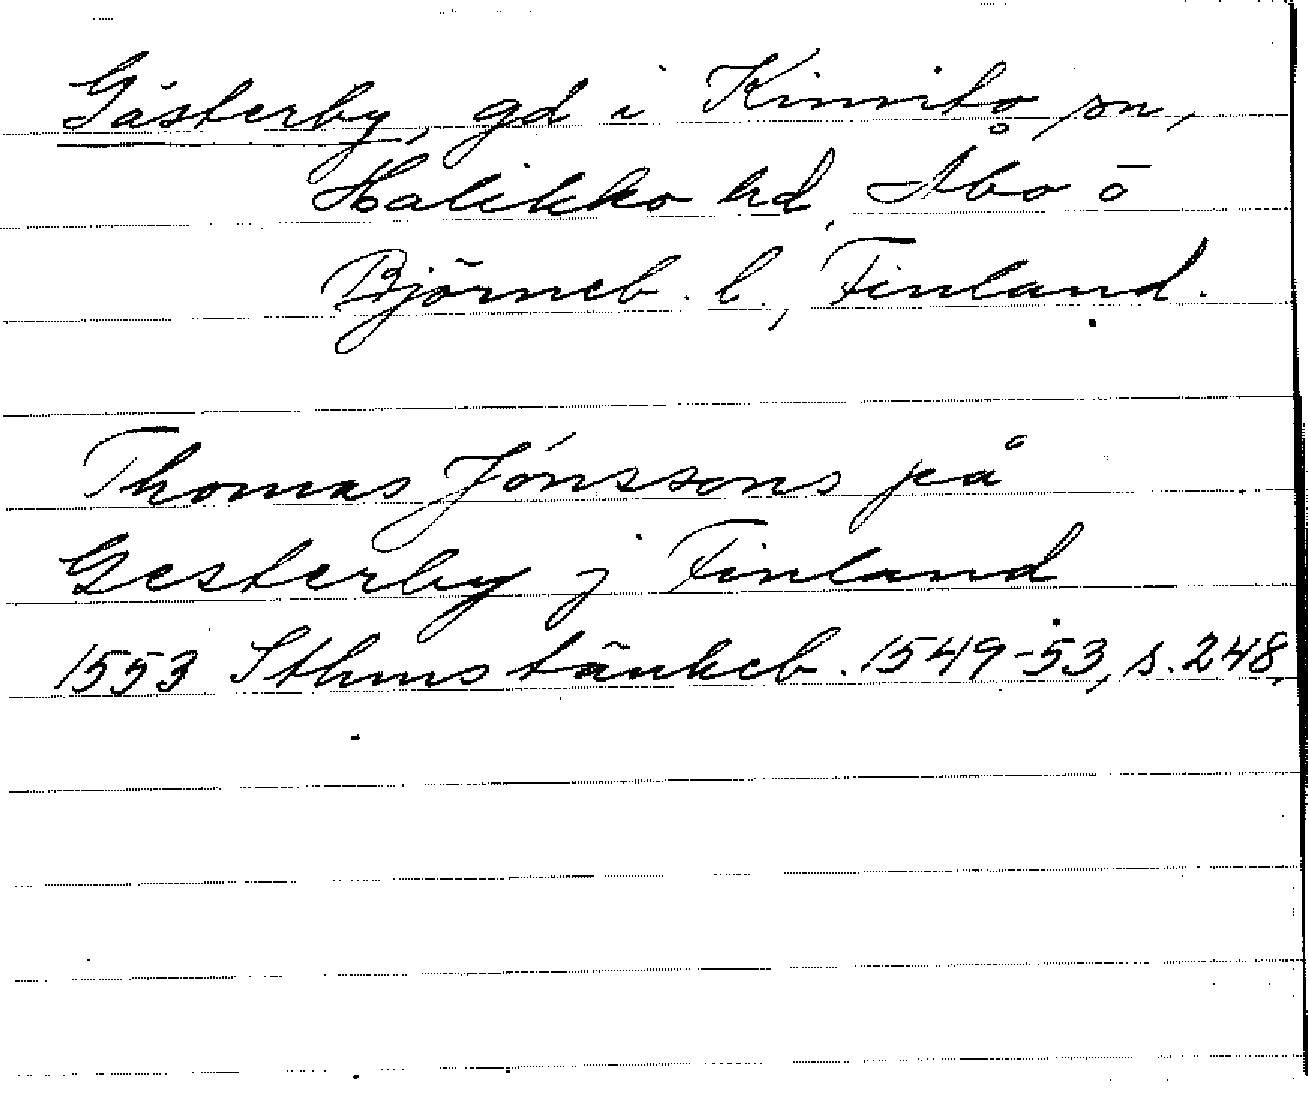 Gästerby, gd i Kimito sn,
Halikko hd, Åbo o
Björneb. l., Finland.
Thomas Jönssons på
Gesterby j Finland
1553 Sthms tänkeb. 1549-53, s. 248.